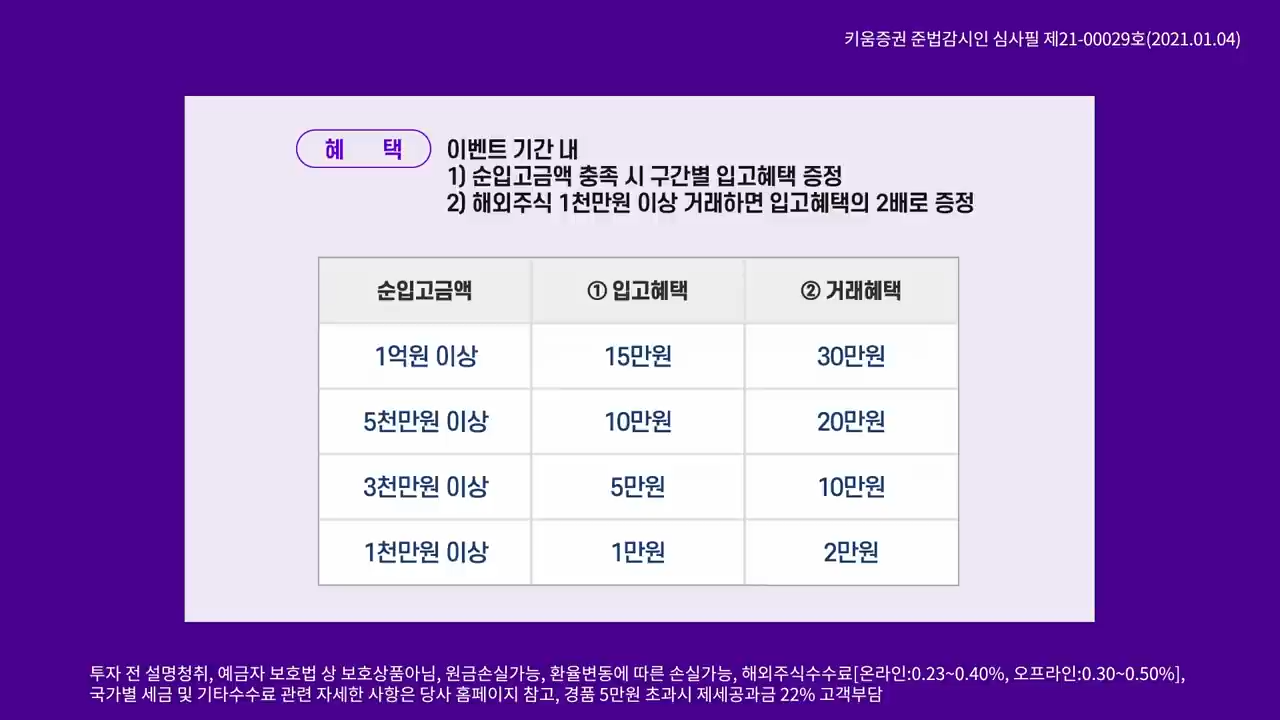 키움증권 준법감시인 심사필 제21-00029호(2021.01.04)
혜 택
이벤트 기간 내
1) 순입고금액 충족 시 구간별 입고혜택 증정
2) 해외주식 1천만원 이상 거래하면 입고혜택의 2배로 증정
순입고금액 ① 입고혜택 ② 거래혜택
1억원 이상 15만원 30만원
5천만원 이상 10만원 20만원
3천만원 이상 5만원 10만원
1천만원 이상 1만원 2만원
투자 전 설명청취, 예금자 보호법 상 보호상품아님, 원금손실가능, 환율변동에 따른 손실가능, 해외주식수수료[온라인:0.23~0.40%, 오프라인:0.30~0.50%],
국가별 세금 및 기타수수료 관련 자세한 사항은 당사 홈페이지 참고, 경품 5만원 초과시 제세공과금 22% 고객부담